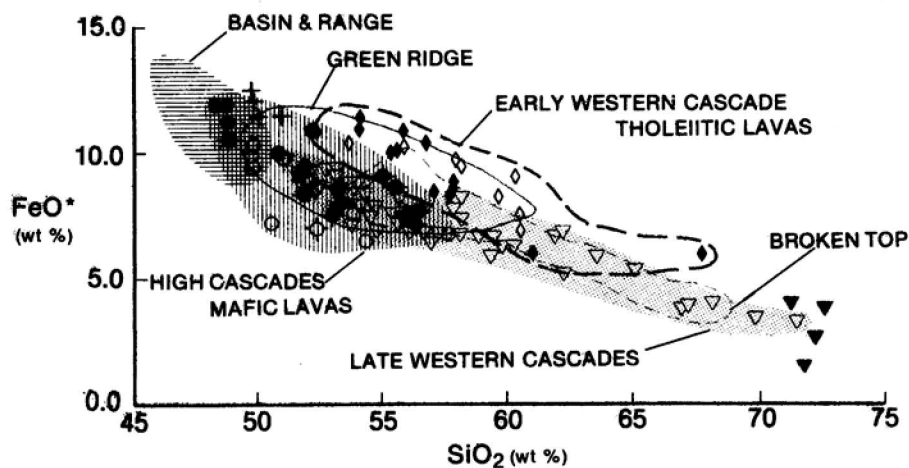 15.0
BASIN & RANGE
GREEN RIDGE
EARLY WESTERN CASCADE
THOLEIITIC LAVAS
10.0
FeO*
(wt %)
BROKEN TOP
5.0
HIGH CASCADES
MAFIC LAVAS
LATE WESTERN CASCADES
0.0
45 50 55 60 65 70 75
SiO₂ (wt %)